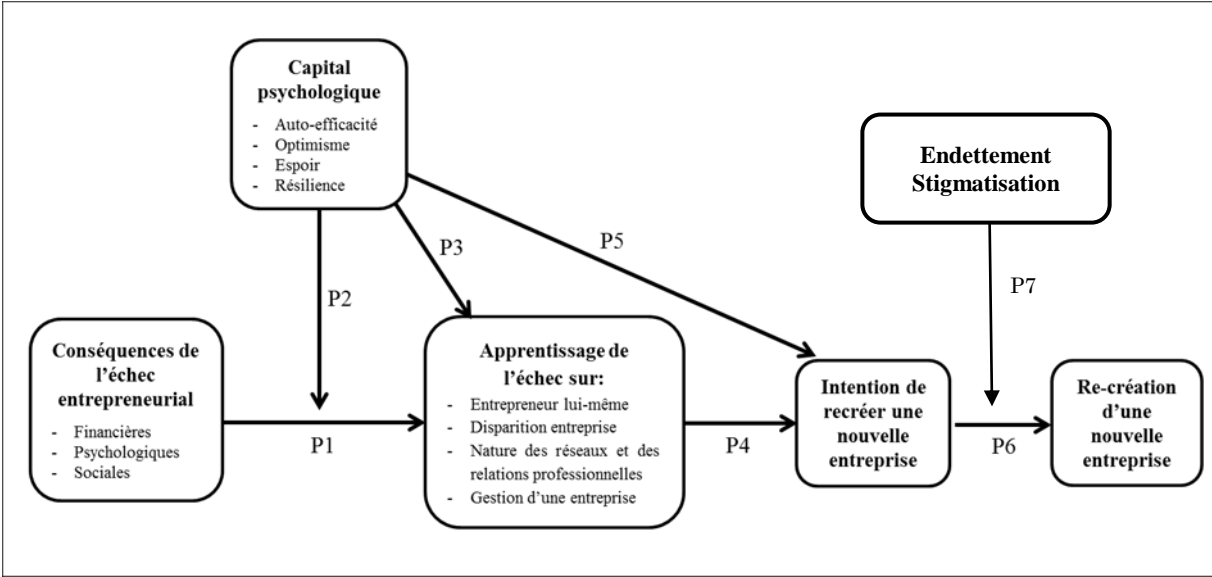 Capital
psychologique
- Auto-efficacité
- Optimisme
- Espoir
- Résilience
Endettement
Stigmatisation
P2
P3
P5
P7
Conséquences de
l’échec
entrepreneurial
- Financières
- Psychologiques
- Sociales
P1
Apprentissage de
l’échec sur:
- Entrepreneur lui-même
- Disparition entreprise
- Nature des réseaux et des
relations professionnelles
- Gestion d’une entreprise
P4
Intention de
recréer une
nouvelle
entreprise
P6
Re-création
d’une
nouvelle
entreprise